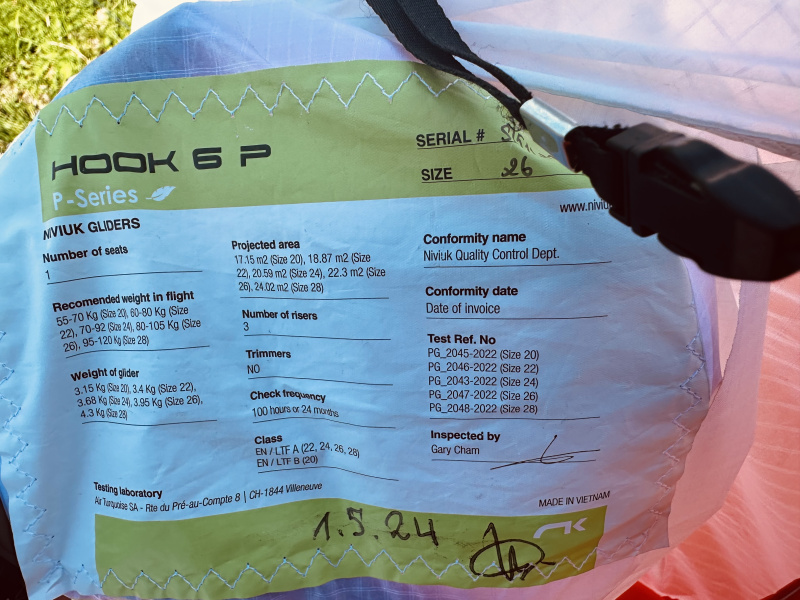 HOOK 6 P
P-Series
SERIAL #
SIZE 26
www.niviu
NIVIUK GLIDERS
Number of seats
1
Recomended weight in flight
55-70 Kg (Size 20), 60-80 Kg (Size
22), 70-92 (Size 24), 80-105 Kg (Size
26), 95-120 Kg (Size 28)
Weight of glider
3.15 Kg (Size 20), 3.4 Kg (Size 22),
3.68 Kg (Size 24), 3.95 Kg (Size 26),
4.3 Kg (Size 28)
Projected area
17.15 m2 (Size 20), 18.87 m2 (Size
22), 20.59 m2 (Size 24), 22.3 m2 (Size
26), 24.02 m2 (Size 28)
Number of risers
3
Trimmers
NO
Check frequency
100 hours or 24 months
Class
EN / LTF A (22, 24, 26, 28)
EN / LTF B (20)
Conformity name
Niviuk Quality Control Dept.
Conformity date
Date of invoice
Test Ref. No
PG_2045-2022 (Size 20)
PG_2046-2022 (Size 22)
PG_2043-2022 (Size 24)
PG_2047-2022 (Size 26)
PG_2048-2022 (Size 28)
Inspected by
Gary Cham
Testing laboratory
Air Turquoise SA - Rte du Pré-au-Compte 8 | CH-1844 Villeneuve
MADE IN VIETNAM
1.5.24